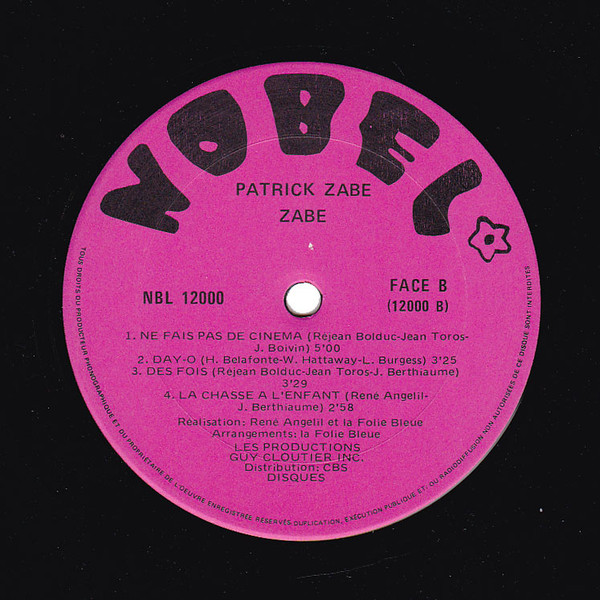 NOBEL
PATRICK ZABE
ZABE
NBL 12000
FACE B
(12000 B)
1. NE FAIS PAS DE CINEMA (Réjean Bolduc-Jean Toros-
J. Boivin) 5'00
2. DAY-O (H. Belafonte-W. Hattaway-L. Burgess) 3'25
3. DES FOIS (Réjean Bolduc-Jean Toros-J. Berthiaume)
3'29
4. LA CHASSE A L'ENFANT (René Angelil-
J. Berthiaume) 2'58
Réalisation: René Angelil et la Folie Bleue
Arrangements: la Folie Bleue
LES PRODUCTIONS
GUY CLOUTIER INC.
Distribution: CBS
DISQUES
TOUS DROITS DU PRODUCTEUR PHONOGRAPHIQUE ET DU PROPRIÉTAIRE DE L'OEUVRE ENREGISTRÉE RÉSERVÉS DUPLICATION, EXÉCUTION PUBLIQUE ET, OU RADIODIFFUSION NON AUTORISÉES DE CE DISQUE SONT INTERDITES